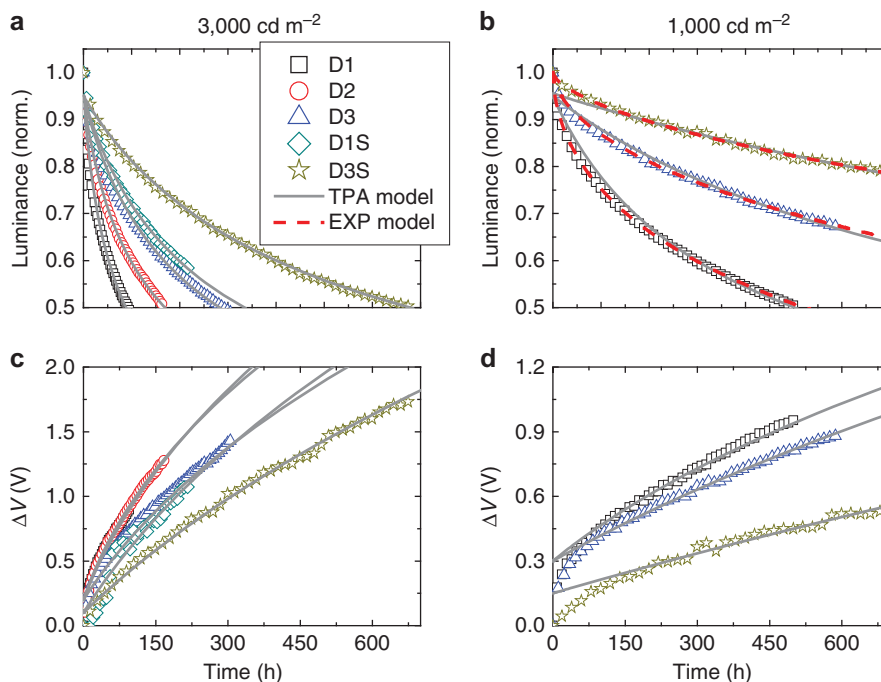 a
3,000 cd m⁻²
b
1,000 cd m⁻²
D1
D2
D3
D1S
D3S
TPA model
EXP model
Luminance (norm.)
1.0
0.9
0.8
0.7
0.6
0.5
Luminance (norm.)
1.0
0.9
0.8
0.7
0.6
0.5
c
ΔV (V)
2.0
1.5
1.0
0.5
0.0
0 150 300 450 600
Time (h)
d
ΔV (V)
1.2
0.9
0.6
0.3
0.0
0 150 300 450 600
Time (h)